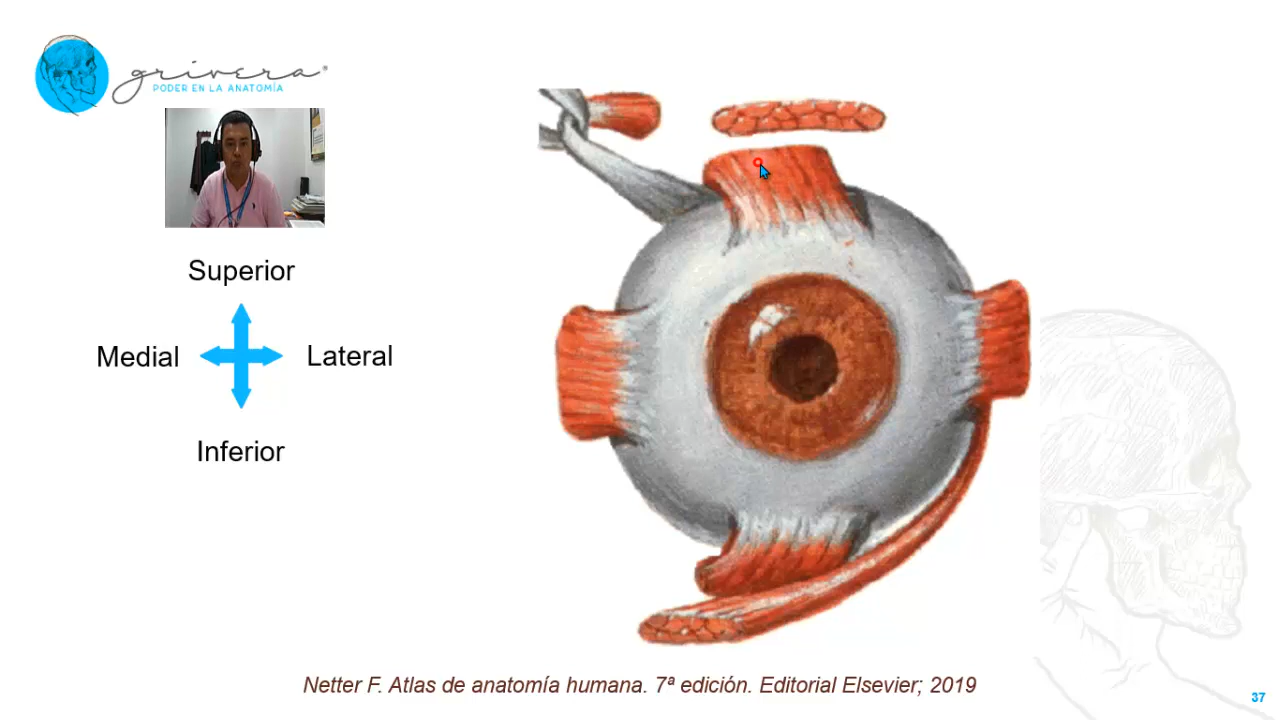 grivera®
PODER EN LA ANATOMÍA
Superior
Medial
Lateral
Inferior
Netter F. Atlas de anatomía humana. 7ª edición. Editorial Elsevier; 2019
37